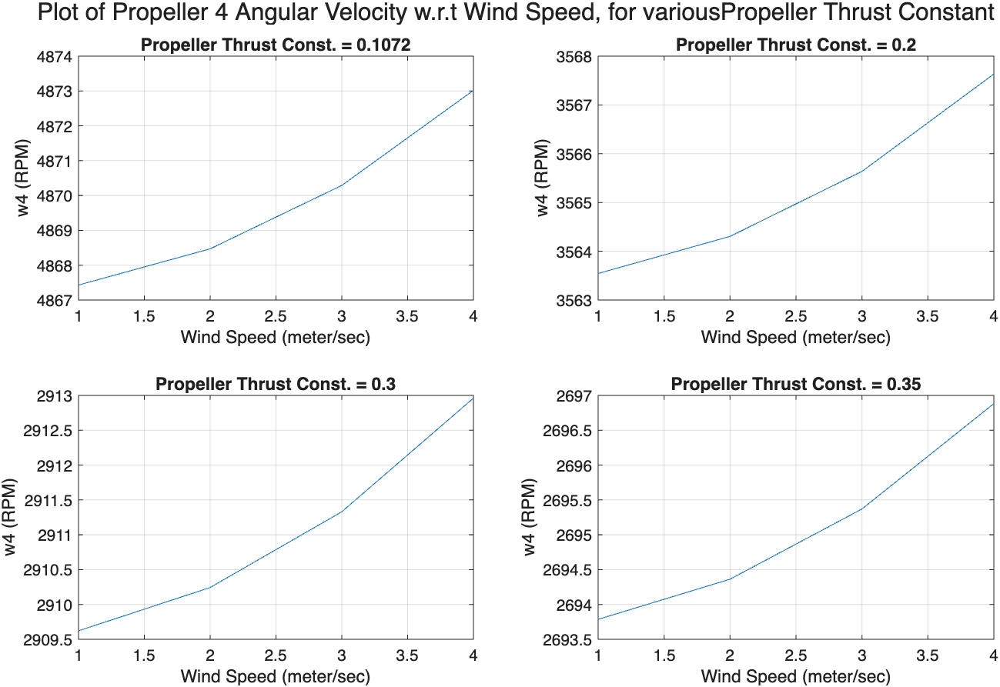 Plot of Propeller 4 Angular Velocity w.r.t Wind Speed, for variousPropeller Thrust Constant
Propeller Thrust Const. = 0.1072
4874
4873
4872
4871
4870
4869
4868
4867
w4 (RPM)
1 1.5 2 2.5 3 3.5 4
Wind Speed (meter/sec)
Propeller Thrust Const. = 0.2
3568
3567
3566
3565
3564
3563
w4 (RPM)
1 1.5 2 2.5 3 3.5 4
Wind Speed (meter/sec)
Propeller Thrust Const. = 0.3
2913
2912.5
2912
2911.5
2911
2910.5
2910
2909.5
w4 (RPM)
1 1.5 2 2.5 3 3.5 4
Wind Speed (meter/sec)
Propeller Thrust Const. = 0.35
2697
2696.5
2696
2695.5
2695
2694.5
2694
2693.5
w4 (RPM)
1 1.5 2 2.5 3 3.5 4
Wind Speed (meter/sec)